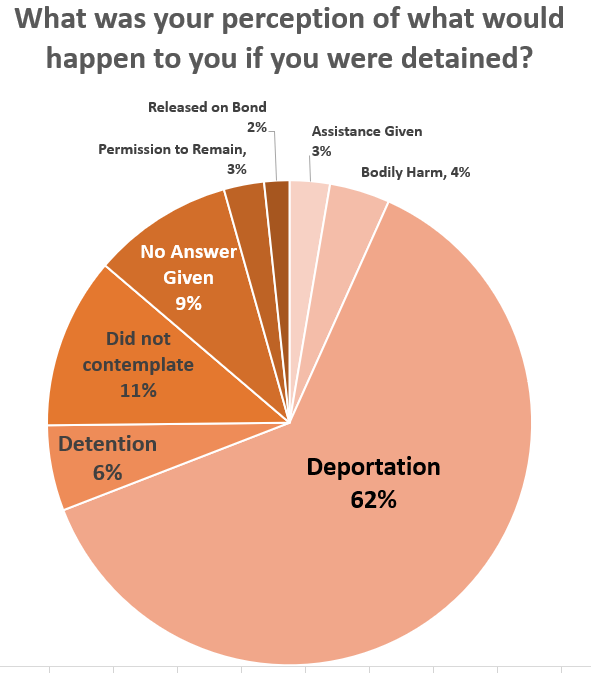 What was your perception of what would
happen to you if you were detained?
Released on Bond
2%
Assistance Given
3%
Permission to Remain,
3%
Bodily Harm, 4%
No Answer
Given
9%
Did not
contemplate
11%
Detention
6%
Deportation
62%